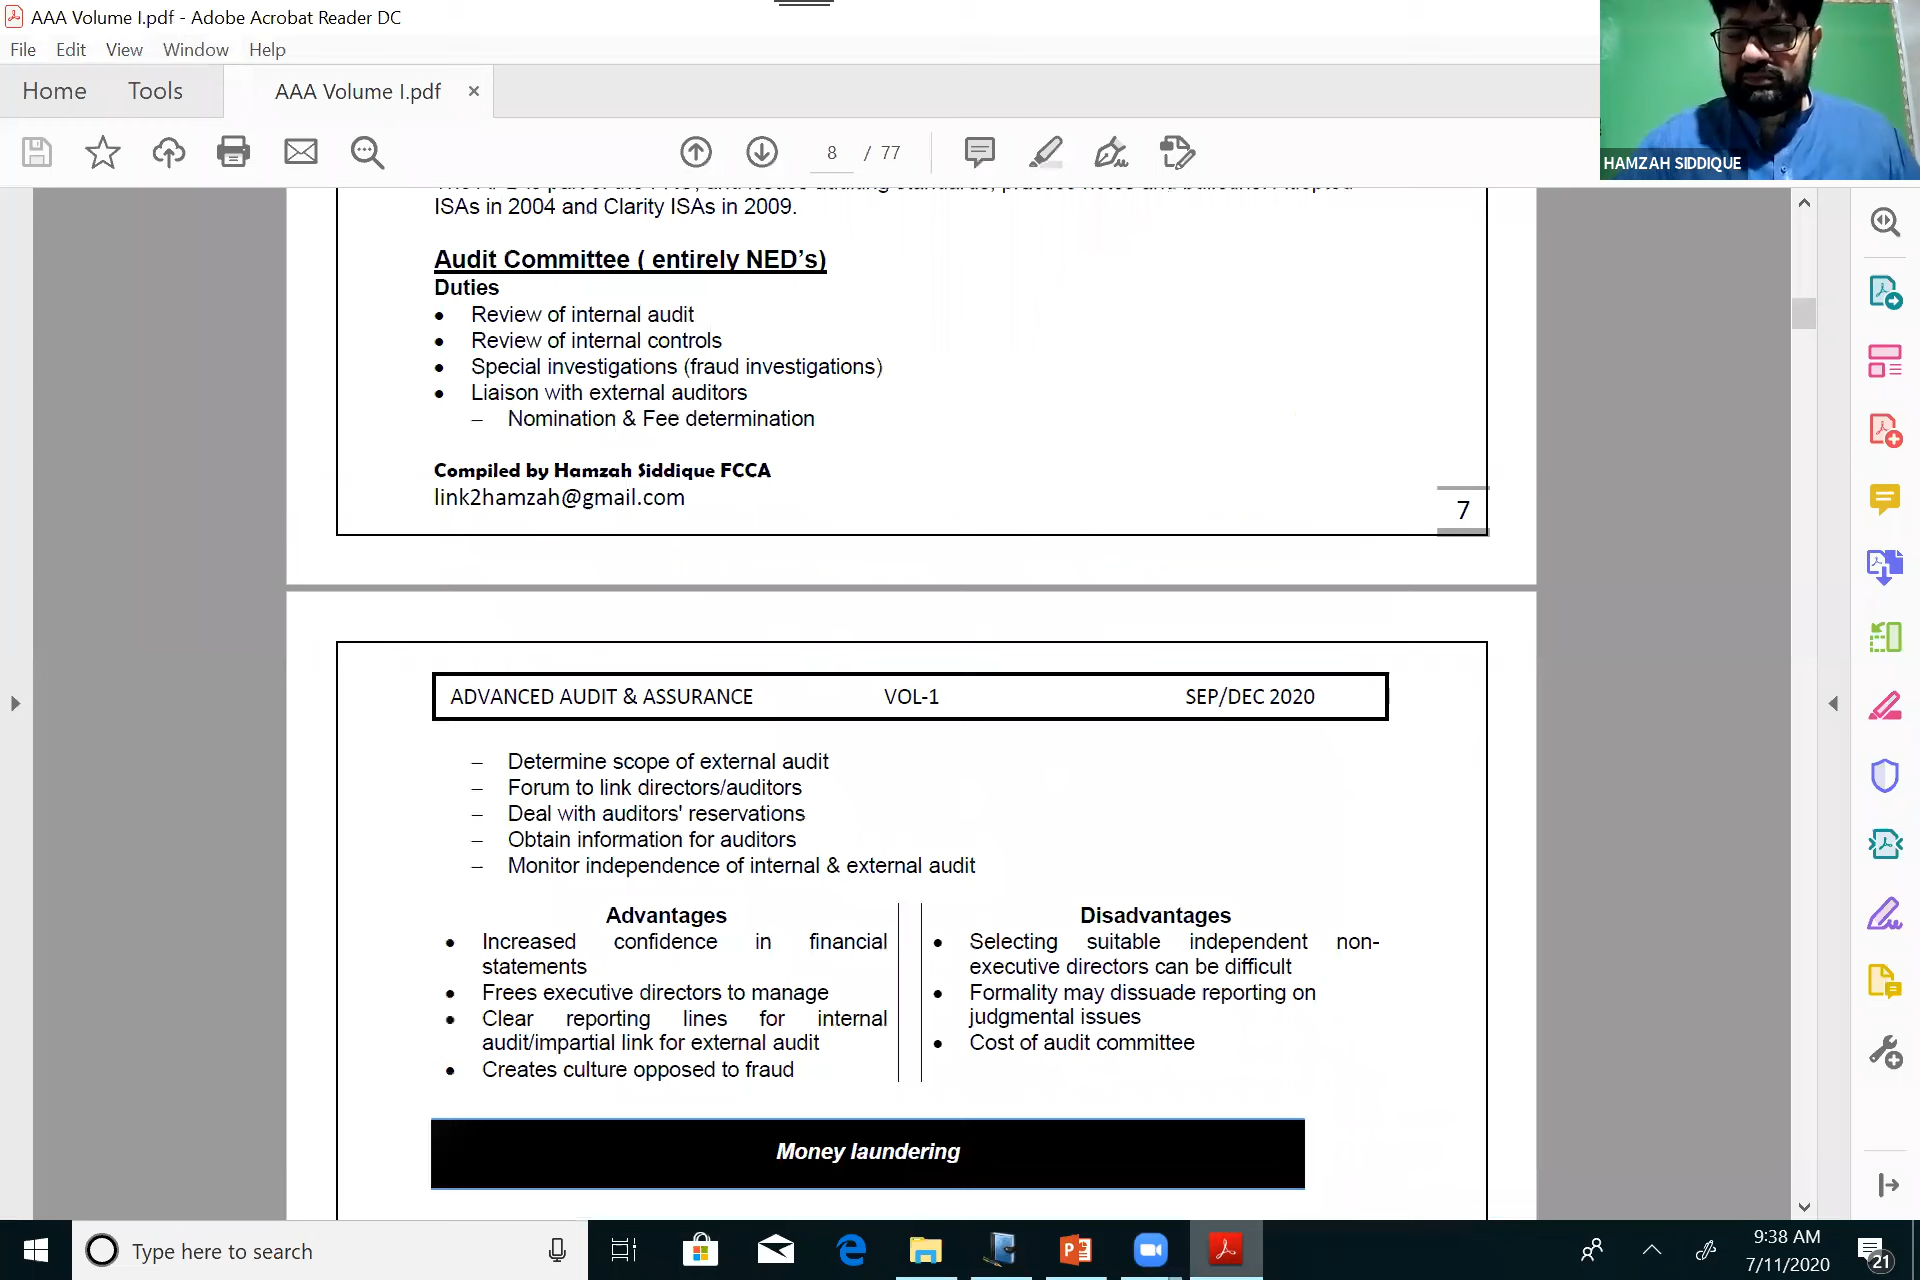 AAA Volume I.pdf - Adobe Acrobat Reader DC
File Edit View Window Help
Home Tools AAA Volume I.pdf ×
8 / 77
HAMZAH SIDDIQUE
ISAs in 2004 and Clarity ISAs in 2009.
Audit Committee ( entirely NED's)
Duties
• Review of internal audit
• Review of internal controls
• Special investigations (fraud investigations)
• Liaison with external auditors
– Nomination & Fee determination
Compiled by Hamzah Siddique FCCA
link2hamzah@gmail.com
7
ADVANCED AUDIT & ASSURANCE VOL-1 SEP/DEC 2020
– Determine scope of external audit
– Forum to link directors/auditors
– Deal with auditors' reservations
– Obtain information for auditors
– Monitor independence of internal & external audit
Advantages
• Increased confidence in financial
statements
• Frees executive directors to manage
• Clear reporting lines for internal
audit/impartial link for external audit
• Creates culture opposed to fraud
Disadvantages
• Selecting suitable independent non-
executive directors can be difficult
• Formality may dissuade reporting on
judgmental issues
• Cost of audit committee
Money laundering
Type here to search
9:38 AM
7/11/2020
21